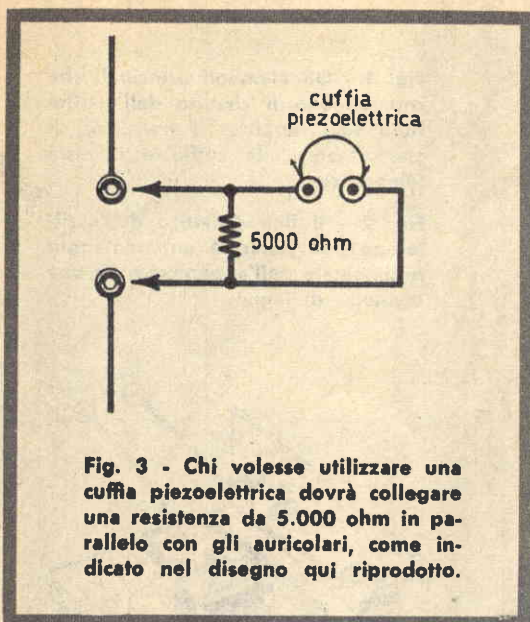 cuffia
piezoelettrica
5000 ohm
Fig. 3 - Chi volesse utilizzare una
cuffia piezoelettrica dovrà collegare
una resistenza da 5.000 ohm in pa-
rallelo con gli auricolari, come in-
dicato nel disegno qui riprodotto.